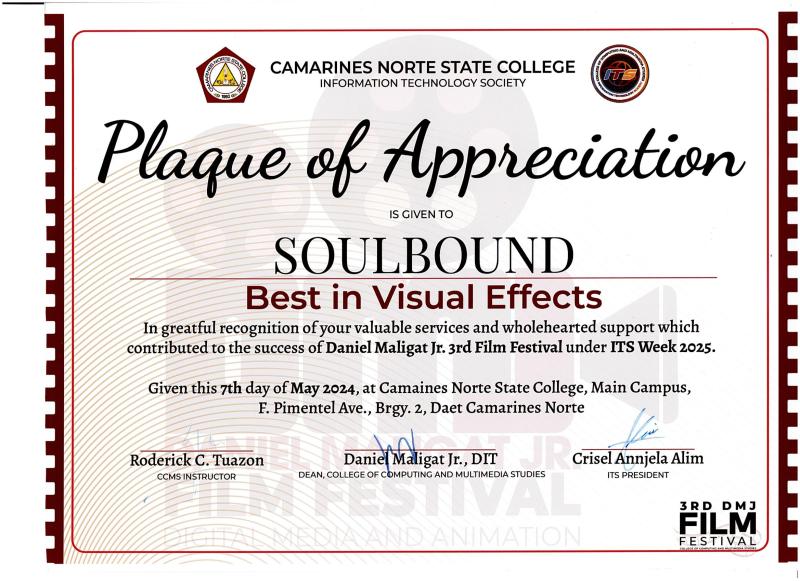 CAMARINES NORTE STATE COLLEGE
INFORMATION TECHNOLOGY SOCIETY
ITS
Plaque of Appreciation
IS GIVEN TO
SOULBOUND
Best in Visual Effects
In greatful recognition of your valuable services and wholehearted support which
contributed to the success of Daniel Maligat Jr. 3rd Film Festival under ITS Week 2025.
Given this 7th day of May 2024, at Camaines Norte State College, Main Campus,
F. Pimentel Ave., Brgy. 2, Daet Camarines Norte
DANIEL MALIGAT JR.
Roderick C. Tuazon
Daniel Maligat Jr., DIT
Crisel Annjela Alim
CCMS INSTRUCTOR
DEAN, COLLEGE OF COMPUTING AND MULTIMEDIA STUDIES
ITS PRESIDENT
FILM FESTIVAL
DIGITAL MEDIA AND ANIMATION
3RD DMJ
FILM
FESTIVAL
COLLEGE OF COMPUTING AND MULTIMEDIA STUDIES